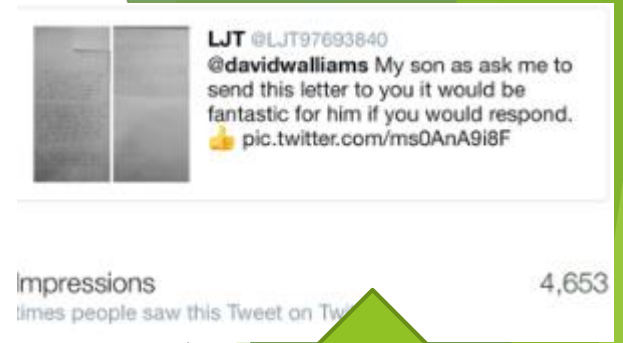 LJT @LJT97693840
@davidwalliams My son as ask me to
send this letter to you it would be
fantastic for him if you would respond.
👍 pic.twitter.com/ms0AnA9i8F
Impressions 4,653
times people saw this Tweet on